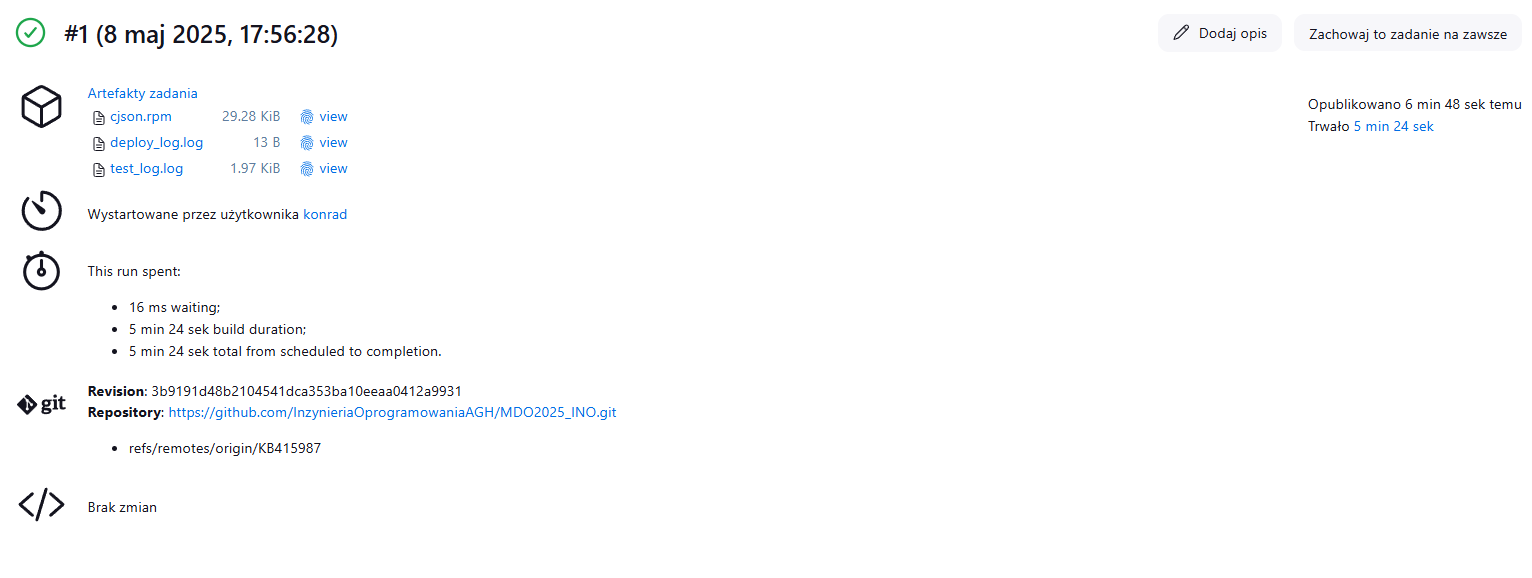 #1 (8 maj 2025, 17:56:28)
Dodaj opis
Zachowaj to zadanie na zawsze
Artefakty zadania
cjson.rpm 29.28 KiB view
deploy_log.log 13 B view
test_log.log 1.97 KiB view
Opublikowano 6 min 48 sek temu
Trwało 5 min 24 sek
Wystartowane przez użytkownika konrad
This run spent:
16 ms waiting;
5 min 24 sek build duration;
5 min 24 sek total from scheduled to completion.
git
Revision: 3b9191d48b2104541dca353ba10eeaa0412a9931
Repository: https://github.com/InzynieriaOprogramowaniaAGH/MDO2025_INO.git
refs/remotes/origin/KB415987
Brak zmian